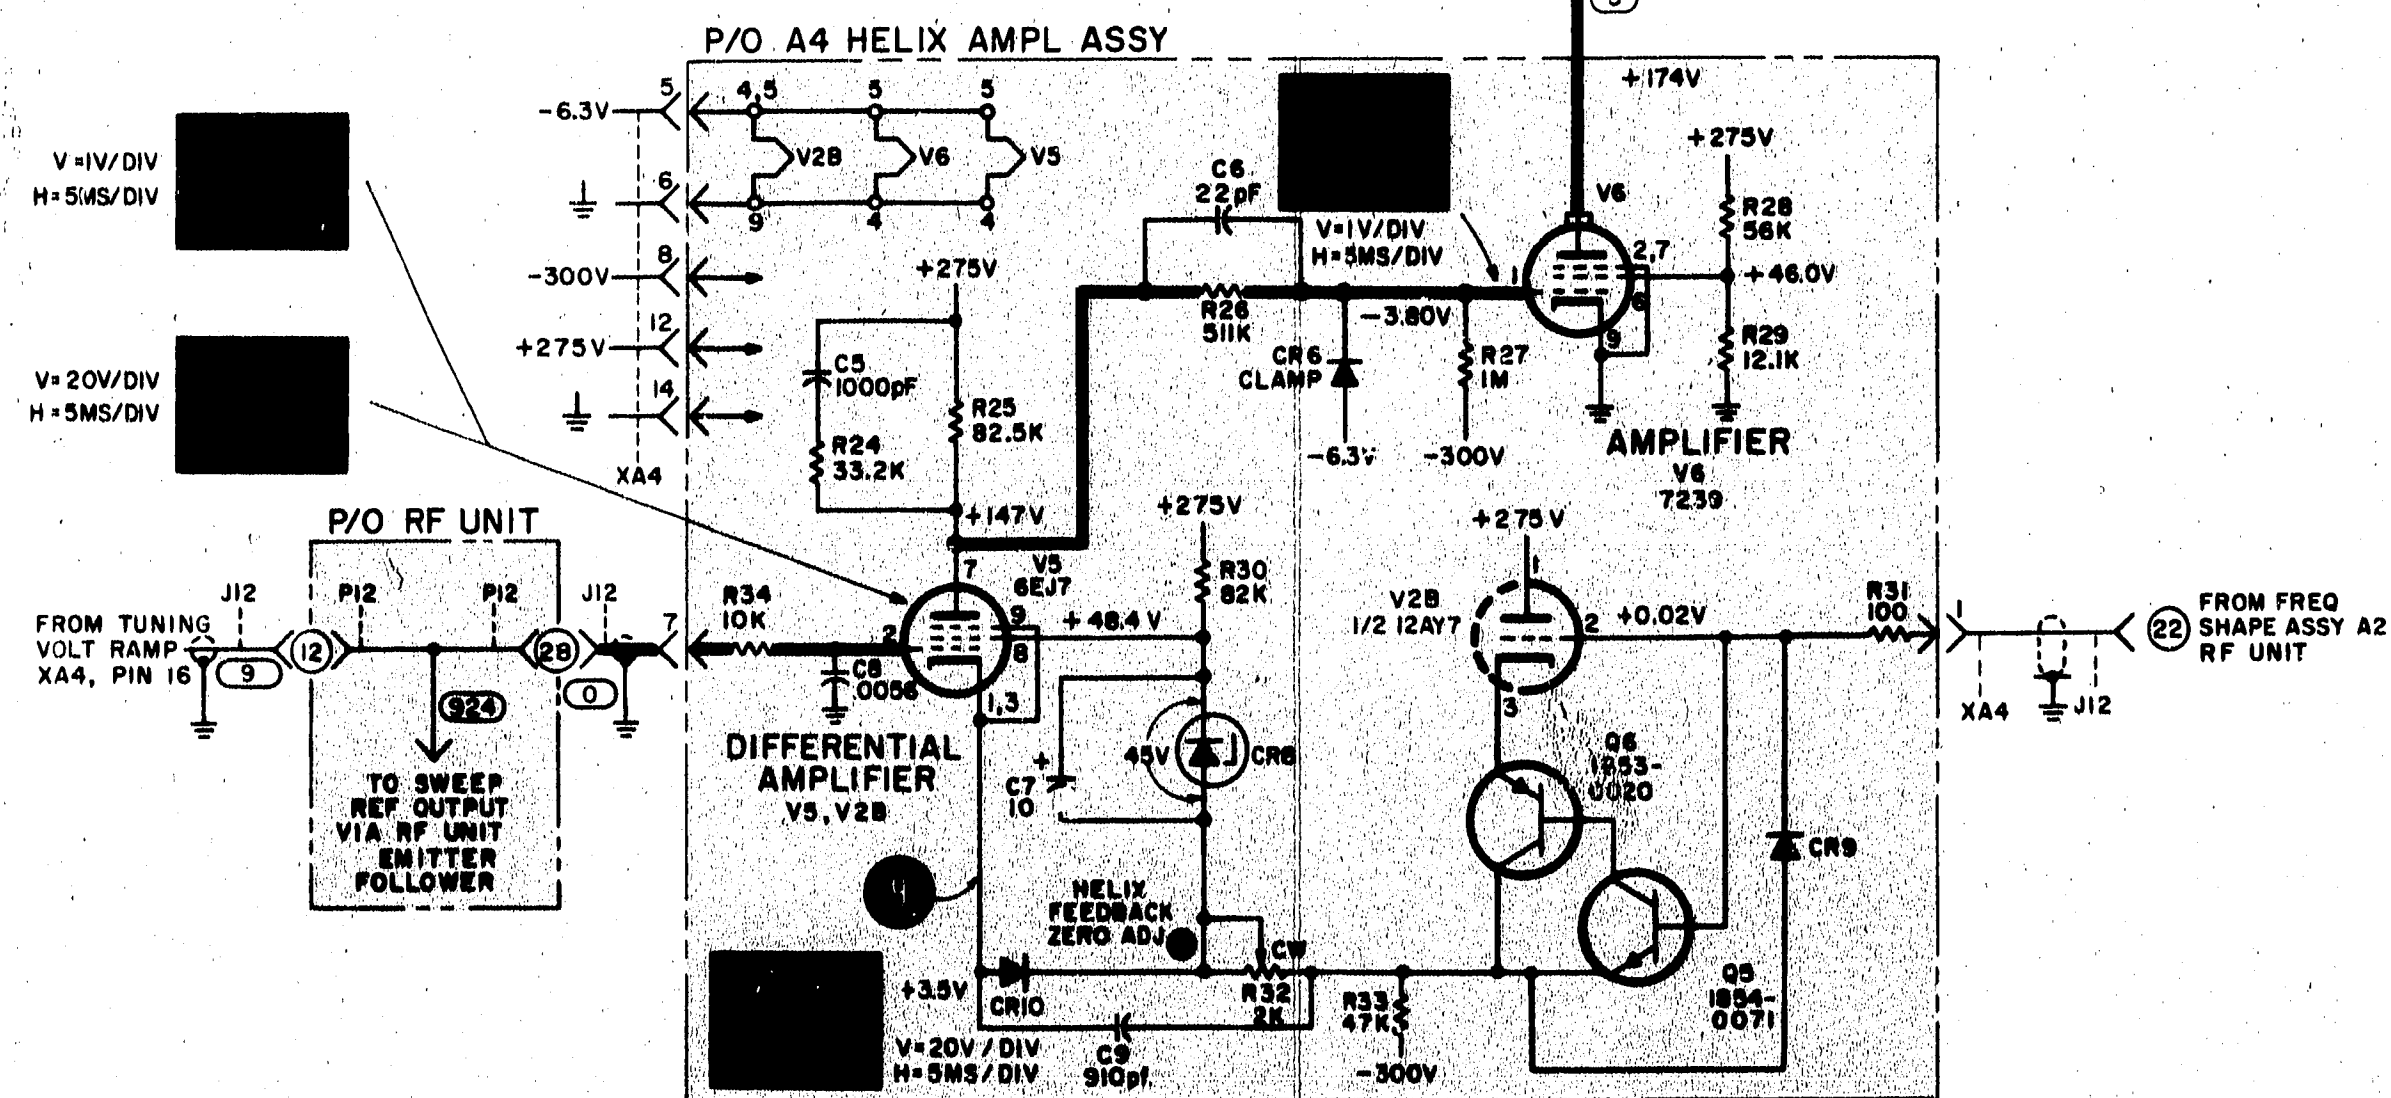 P/O A4 HELIX AMPL ASSY
+174V
-6.3V
5
4,5
5
5
V2B
V6
V5
6
9
4
4
V=1V/DIV
H=5MS/DIV
-300V
8
+275V
12
14
XA4
V=20V/DIV
H=5MS/DIV
+275V
C5
1000pF
R24
33.2K
R25
82.5K
+147V
C6
22pF
R26
511K
V=1V/DIV
H=5MS/DIV
-3.80V
CR6
CLAMP
-6.3V
R27
1M
-300V
V6
1
2,7
6
9
+275V
R28
56K
+46.0V
R29
12.1K
AMPLIFIER
V6
7239
P/O RF UNIT
FROM TUNING
VOLT RAMP
XA4, PIN 16
J12
9
12
P12
P12
28
J12
0
7
924
TO SWEEP
REF OUTPUT
VIA RF UNIT
EMITTER
FOLLOWER
R34
10K
C8
.0056
2
7
V5
6EJ7
9
8
1,3
+48.4V
DIFFERENTIAL
AMPLIFIER
V5, V2B
+275V
R30
82K
45V
CR8
+
C7
10
HELIX
FEEDBACK
ZERO ADJ
CW
R32
2K
+3.5V
CR10
C9
910pf
V=20V/DIV
H=5MS/DIV
R33
47K
-300V
+275V
1
V2B
1/2 12AY7
2
+0.02V
3
Q6
1853-
0020
Q5
1854-
0071
CR9
R31
100
1
XA4
J12
22
FROM FREQ
SHAPE ASSY A2
RF UNIT